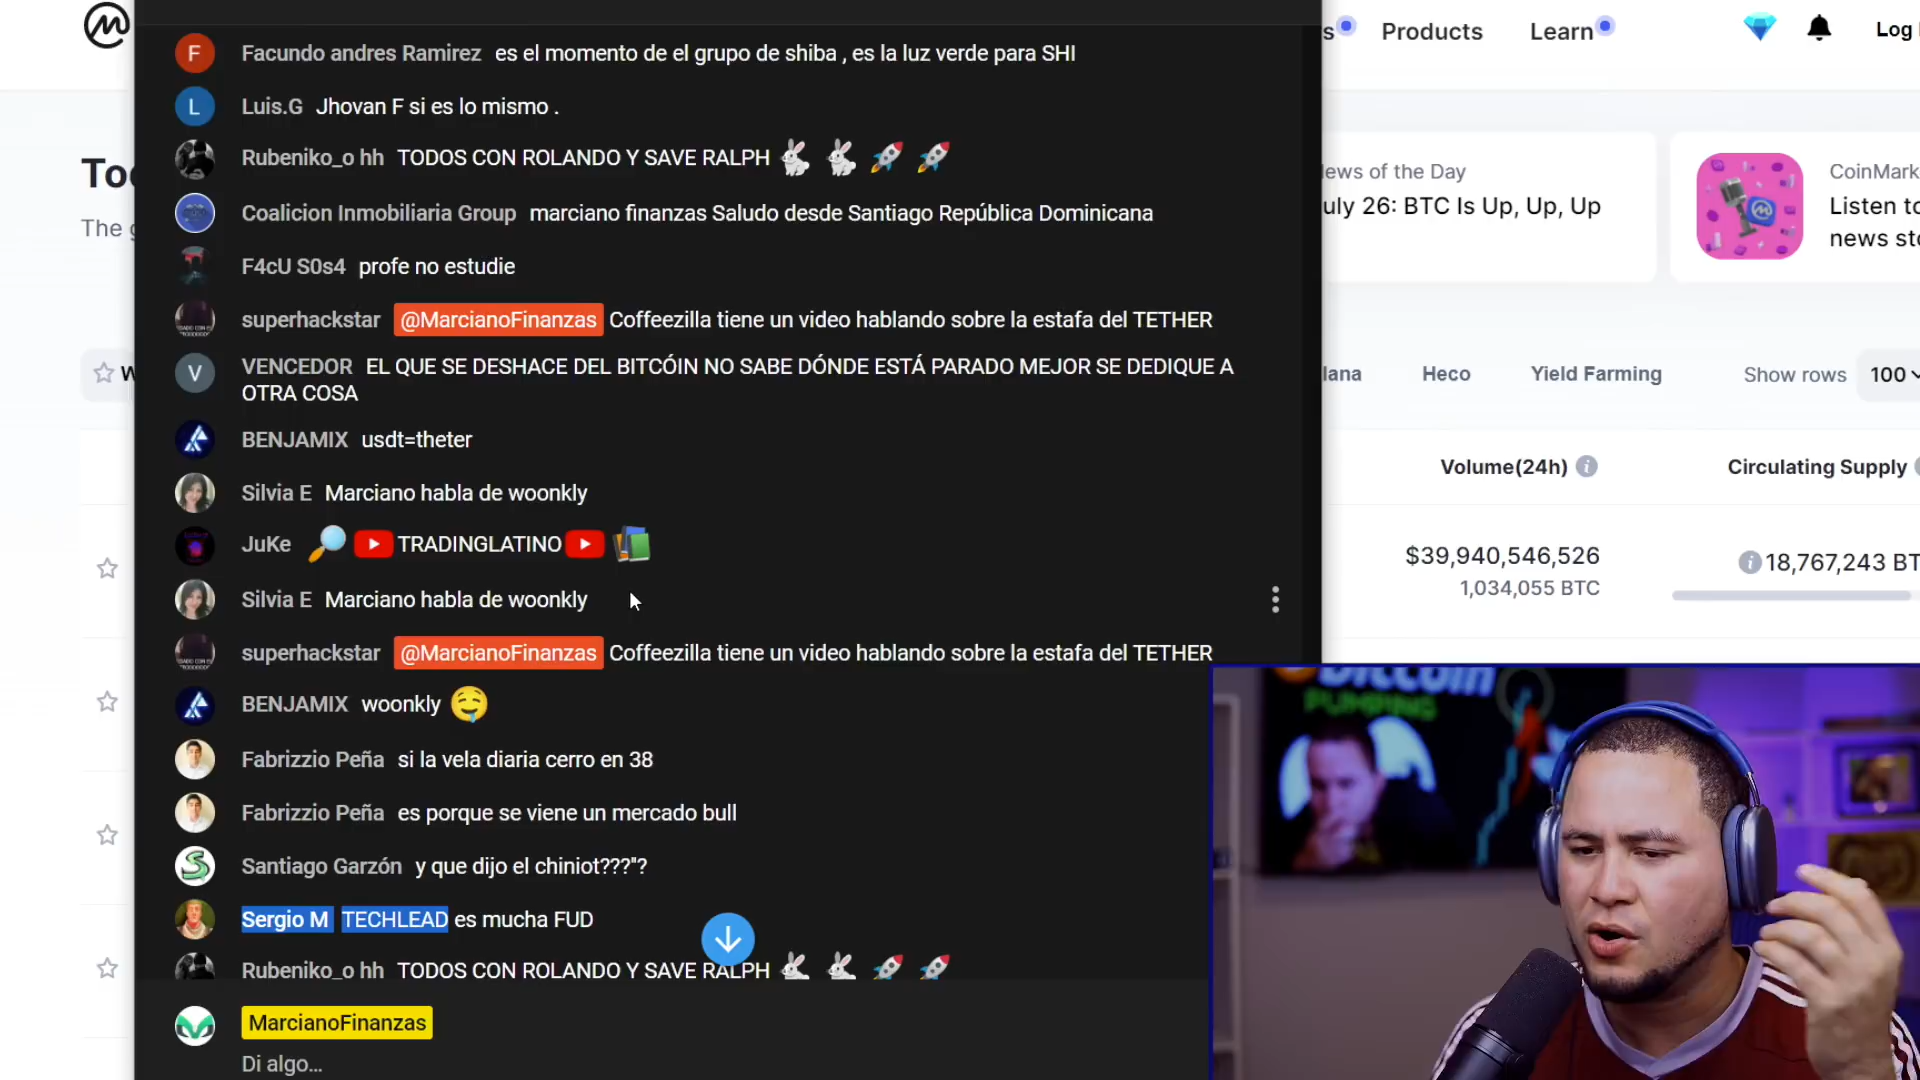 Facundo andres Ramirez es el momento de el grupo de shiba , es la luz verde para SHI
Products
Learn
Log
Luis.G Jhovan F si es lo mismo .
Rubeniko_o hh TODOS CON ROLANDO Y SAVE RALPH
ews of the Day
CoinMark
uly 26: BTC Is Up, Up, Up
Listen to
news sto
The g
Coalicion Inmobiliaria Group marciano finanzas Saludo desde Santiago República Dominicana
F4cU S0s4 profe no estudie
superhackstar @MarcianoFinanzas Coffeezilla tiene un video hablando sobre la estafa del TETHER
VENCEDOR EL QUE SE DESHACE DEL BITCÓIN NO SABE DÓNDE ESTÁ PARADO MEJOR SE DEDIQUE A
OTRA COSA
lana Heco Yield Farming Show rows 100
BENJAMIX usdt=theter
Volume(24h) Circulating Supply
Silvia E Marciano habla de woonkly
JuKe TRADINGLATINO
$39,940,546,526 18,767,243 BT
1,034,055 BTC
Silvia E Marciano habla de woonkly
superhackstar @MarcianoFinanzas Coffeezilla tiene un video hablando sobre la estafa del TETHER
BENJAMIX woonkly
Fabrizzio Peña si la vela diaria cerro en 38
Fabrizzio Peña es porque se viene un mercado bull
Santiago Garzón y que dijo el chiniot???"?
Sergio M TECHLEAD es mucha FUD
Rubeniko_o hh TODOS CON ROLANDO Y SAVE RALPH
MarcianoFinanzas
Di algo...
bitcoin
PUMPING